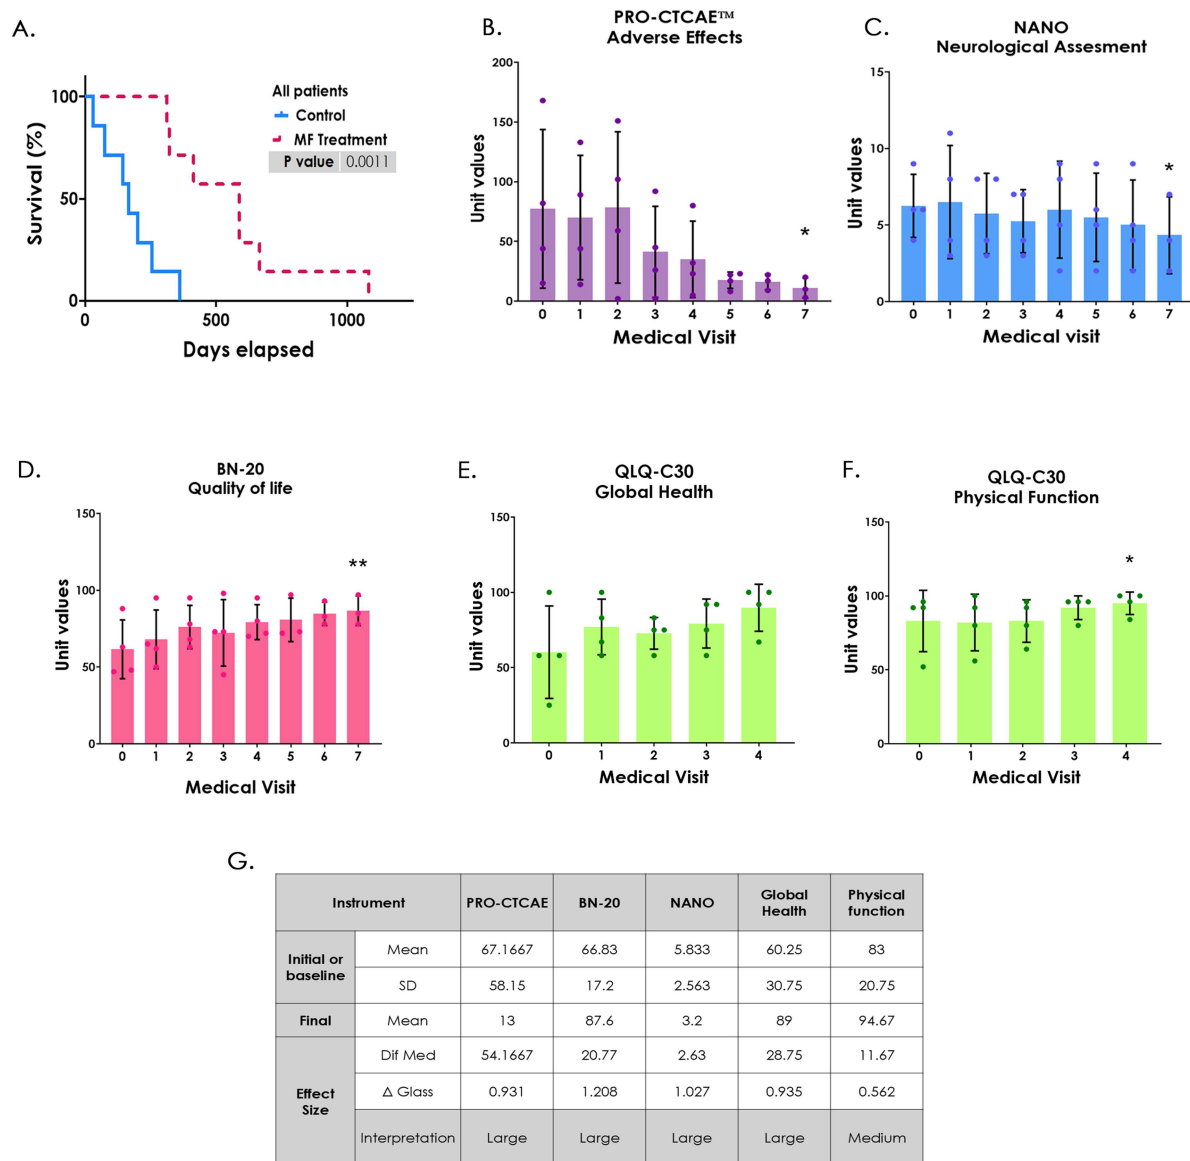 A.
All patients
Control
MF Treatment
P value 0.0011
Survival (%)
100
50
0
0 500 1000
Days elapsed
B.
PRO-CTCAE™
Adverse Effects
Unit values
200
150
100
50
0
*
0 1 2 3 4 5 6 7
Medical Visit
C.
NANO
Neurological Assesment
Unit values
15
10
5
0
*
0 1 2 3 4 5 6 7
Medical visit
D.
BN-20
Quality of life
Unit values
150
100
50
0
**
0 1 2 3 4 5 6 7
Medical Visit
E.
QLQ-C30
Global Health
Unit values
150
100
50
0
0 1 2 3 4
Medical Visit
F.
QLQ-C30
Physical Function
Unit values
150
100
50
0
*
0 1 2 3 4
Medical Visit
G.
Instrument PRO-CTCAE BN-20 NANO Global Health Physical function
Initial or baseline Mean 67.1667 66.83 5.833 60.25 83
SD 58.15 17.2 2.563 30.75 20.75
Final Mean 13 87.6 3.2 89 94.67
Effect Size Dif Med 54.1667 20.77 2.63 28.75 11.67
Δ Glass 0.931 1.208 1.027 0.935 0.562
Interpretation Large Large Large Large Medium